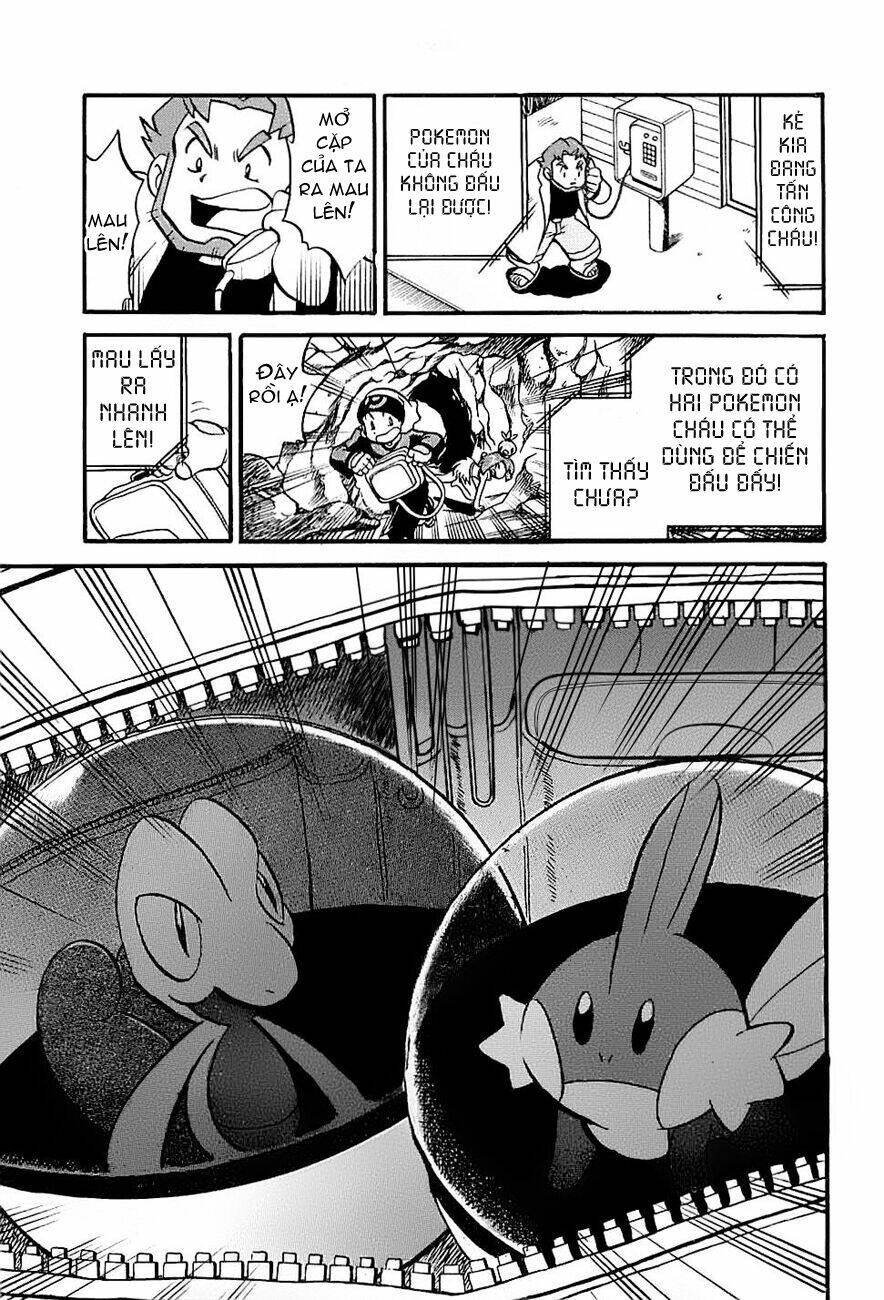 KẺ
KIA
ĐANG
TẤN
CÔNG
CHÁU!
POKEMON
CỦA CHÁU
KHÔNG ĐẤU
LẠI ĐƯỢC!
MỞ
CẶP
CỦA TA
RA MAU
LÊN!
MAU
LÊN!
TRONG ĐÓ CÓ
HAI POKEMON
CHÁU CÓ THỂ
DÙNG ĐỂ CHIẾN
ĐẤU ĐẤY!
TÌM THẤY
CHƯA?
ĐÂY
RỒI Ạ!
MAU LẤY
RA
NHANH
LÊN!